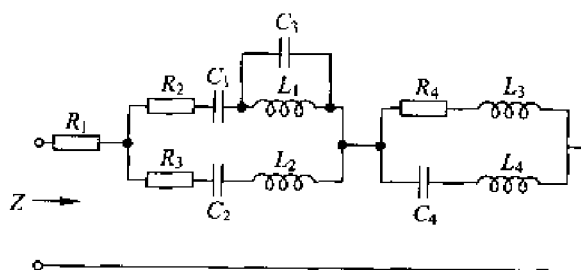 C₃
R₂ C₁ L₁ R₄ L₃
R₁
R₃ L₂ L₄
C₂ C₄
Z